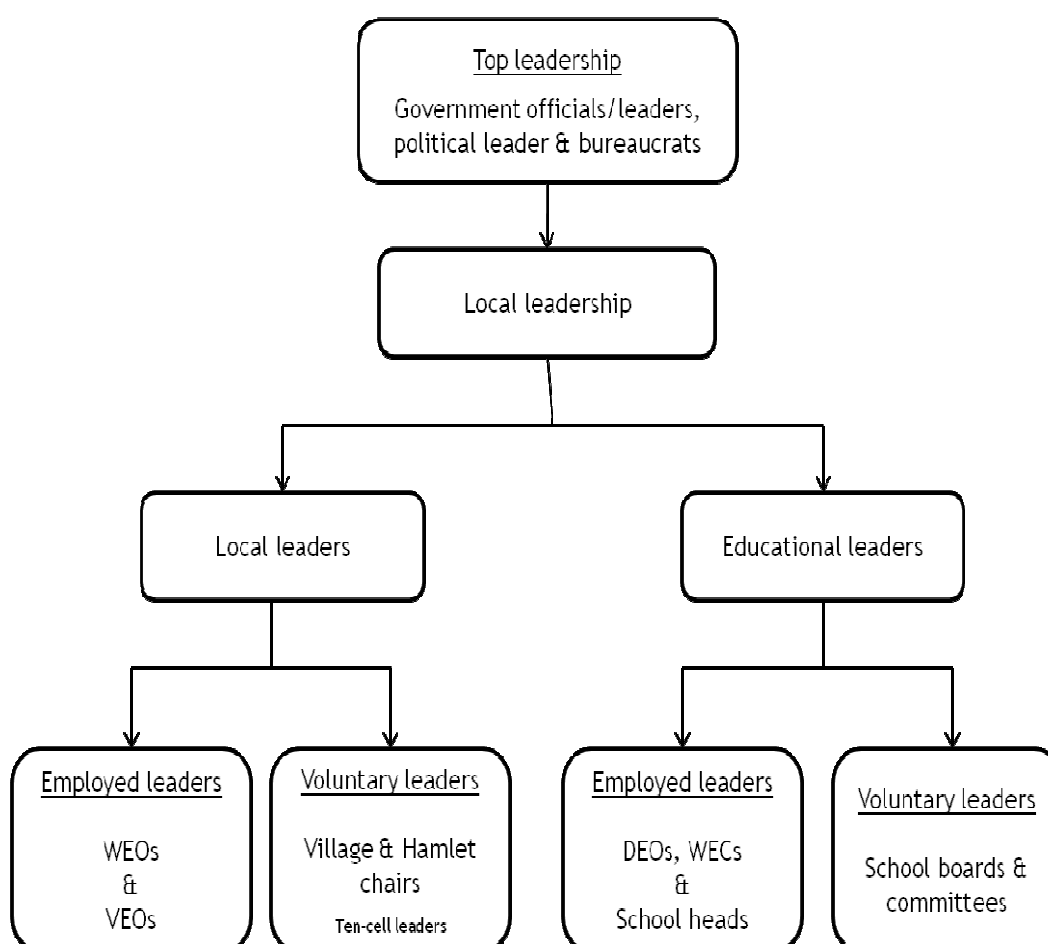 Top leadership
Government officials/leaders,
political leader & bureaucrats
Local leadership
Local leaders
Educational leaders
Employed leaders
WEOs
&
VEOs
Voluntary leaders
Village & Hamlet
chairs
Ten-cell leaders
Employed leaders
DEOs, WECs
&
School heads
Voluntary leaders
School boards &
committees